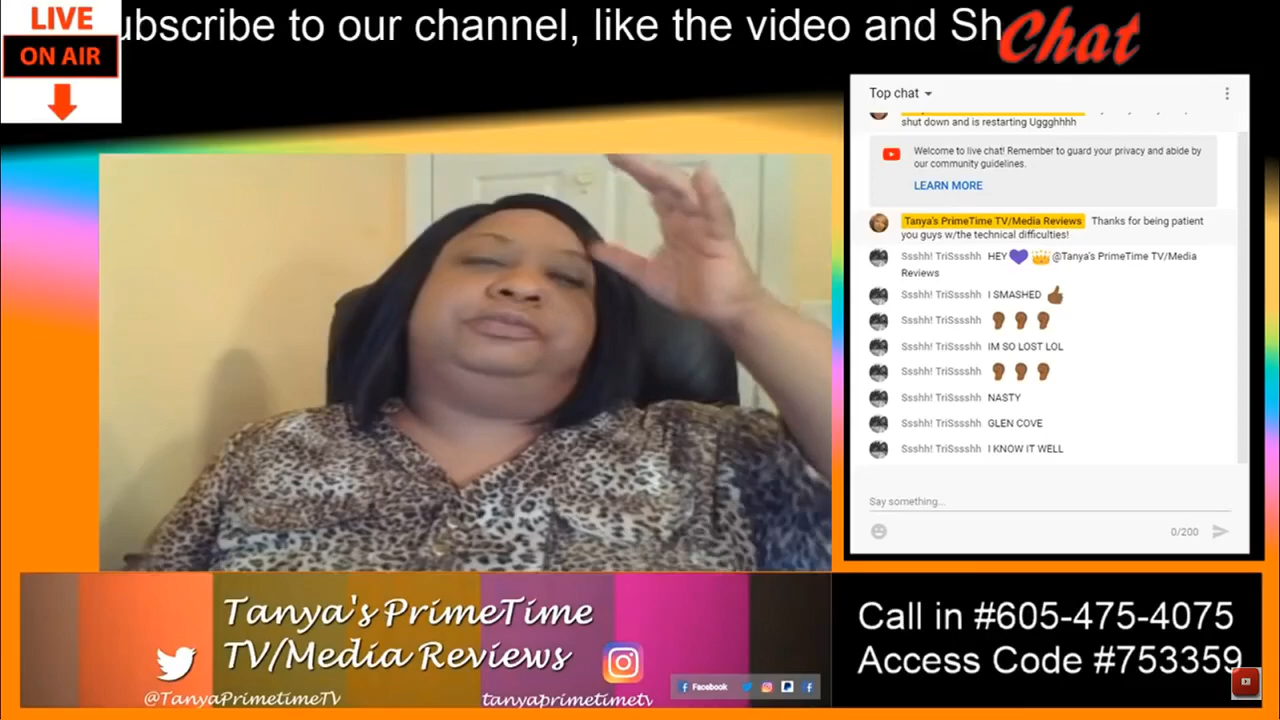 LIVE
ON AIR
ubscribe to our channel, like the video and Sh
Chat
Top chat
shut down and is restarting Uggghhhh
Welcome to live chat! Remember to guard your privacy and abide by
our community guidelines.
LEARN MORE
Tanya's PrimeTime TV/Media Reviews Thanks for being patient
you guys w/the technical difficulties!
Ssshh! TriSssshh HEY 💜 👑 @Tanya's PrimeTime TV/Media
Reviews
Ssshh! TriSssshh I SMASHED 👍🏾
Ssshh! TriSssshh 👂🏾 👂🏾 👂🏾
Ssshh! TriSssshh IM SO LOST LOL
Ssshh! TriSssshh 👂🏾 👂🏾 👂🏾
Ssshh! TriSssshh NASTY
Ssshh! TriSssshh GLEN COVE
Ssshh! TriSssshh I KNOW IT WELL
Say something...
0/200
Tanya's PrimeTime
TV/Media Reviews
@TanyaPrimetimeTV
tanyaprimetimetv
Facebook
Call in #605-475-4075
Access Code #753359